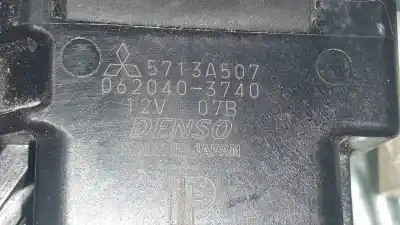 5713A507
062040-3740
12V 07B
DENSO
MADE IN JAPAN